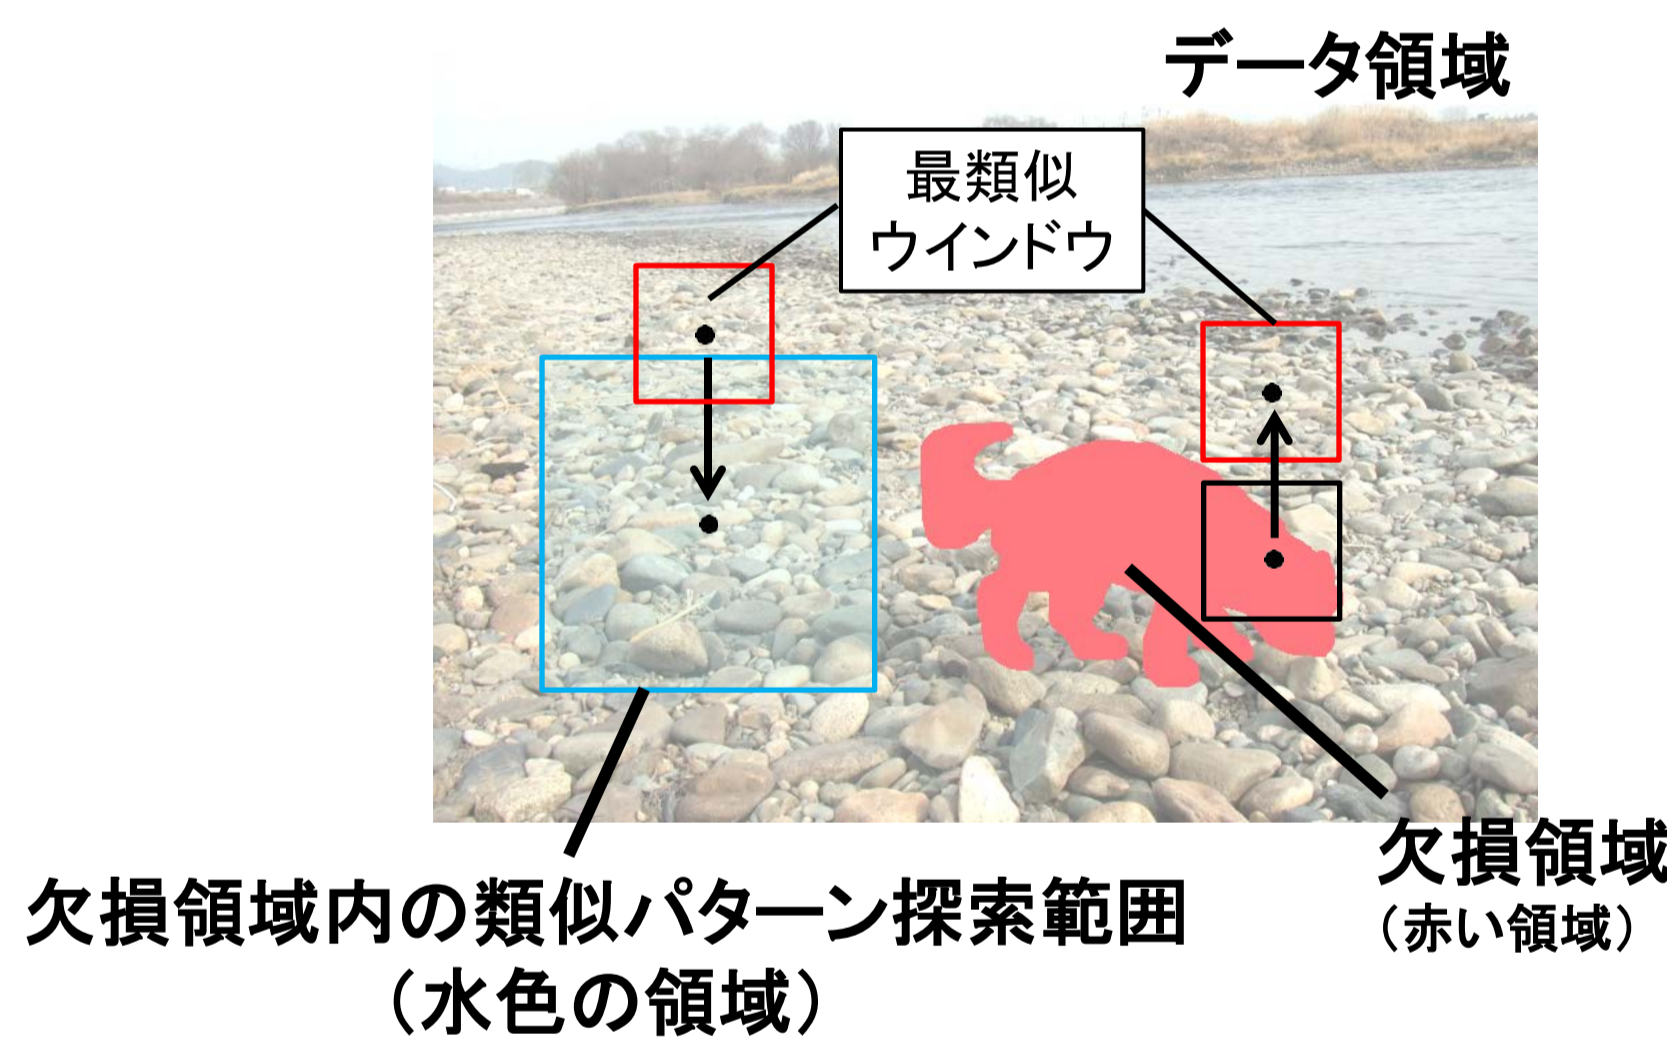 データ領域
最類似
ウインドウ
欠損領域
（赤い領域）
欠損領域内の類似パターン探索範囲
（水色の領域）